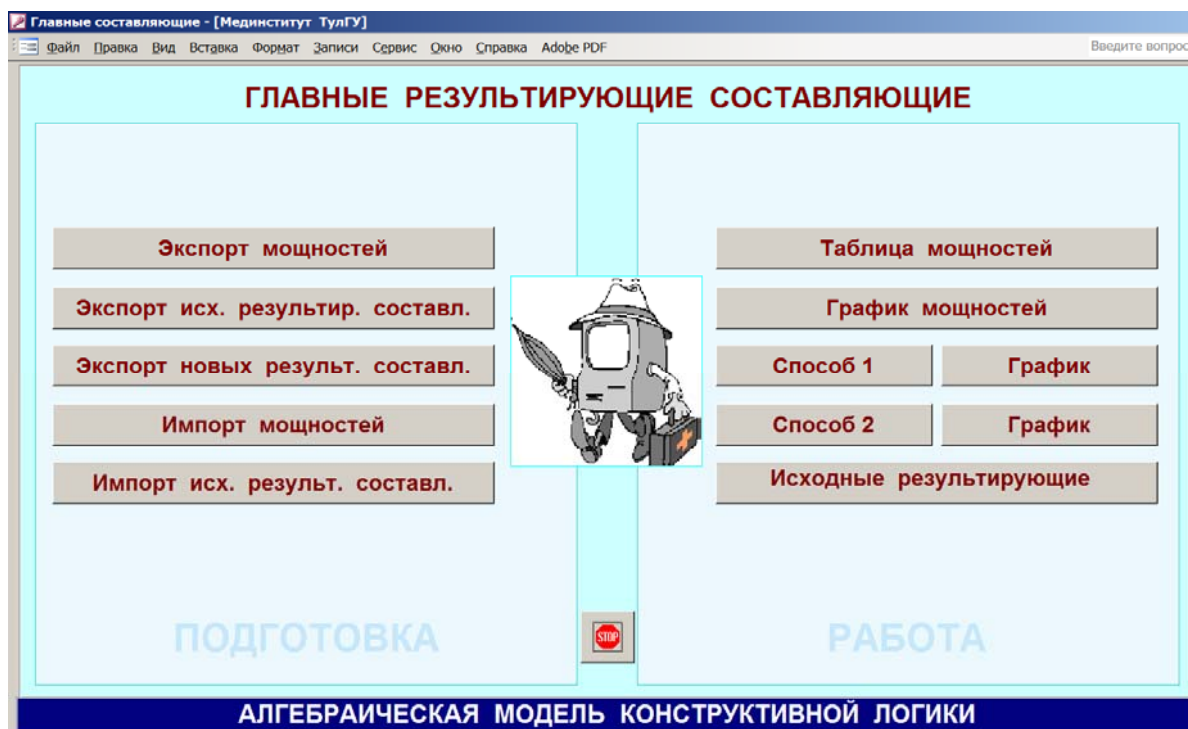 Главные составляющие - [Мединститут ТулГУ]
Файл Правка Вид Вставка Формат Записи Сервис Окно Справка Adobe PDF
Введите вопрос
ГЛАВНЫЕ РЕЗУЛЬТИРУЮЩИЕ СОСТАВЛЯЮЩИЕ
Экспорт мощностей
Экспорт исх. результир. составл.
Экспорт новых результ. составл.
Импорт мощностей
Импорт исх. результ. составл.
ПОДГОТОВКА
STOP
Таблица мощностей
График мощностей
Способ 1 График
Способ 2 График
Исходные результирующие
РАБОТА
АЛГЕБРАИЧЕСКАЯ МОДЕЛЬ КОНСТРУКТИВНОЙ ЛОГИКИ